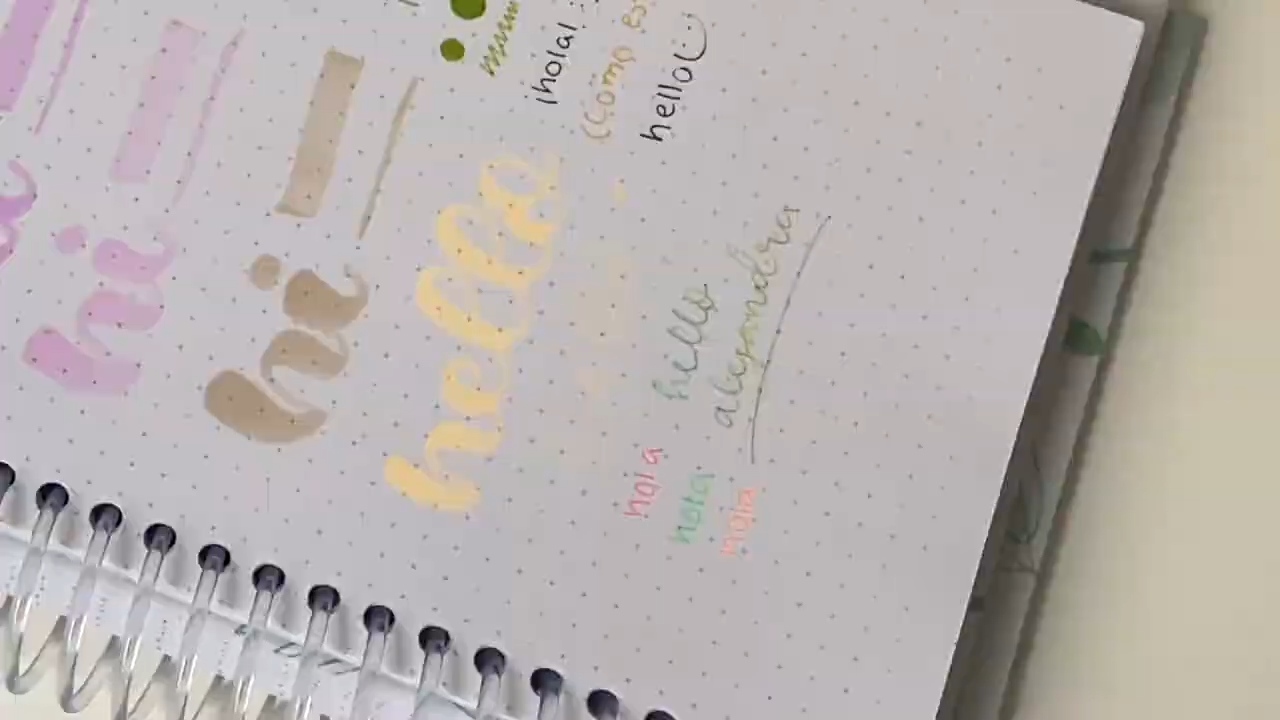 hi
hi
hello
¡hola!
¿Cómo es
hello :)
hello
alejandra
hola
hola
hola